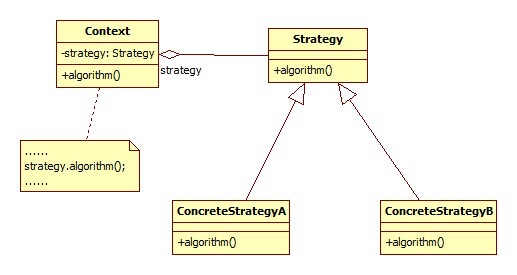 Context
-strategy: Strategy
+algorithm()
strategy
Strategy
+algorithm()
......
strategy.algorithm();
......
ConcreteStrategyA
+algorithm()
ConcreteStrategyB
+algorithm()